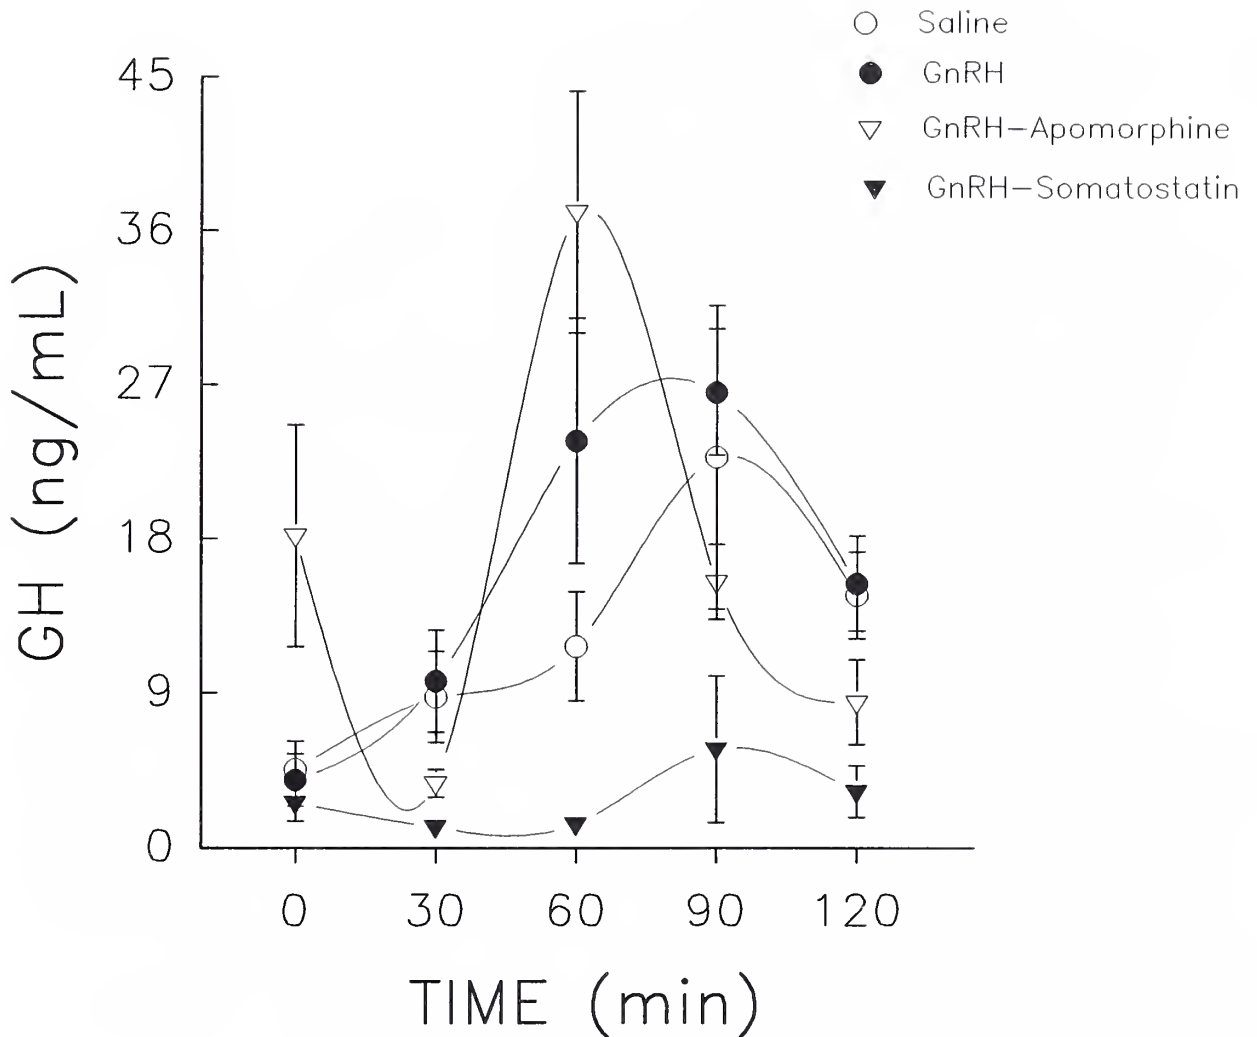 Saline
GnRH
GnRH-Apomorphine
GnRH-Somatostatin
GH (ng/mL)
45
36
27
18
9
0
0 30 60 90 120
TIME (min)